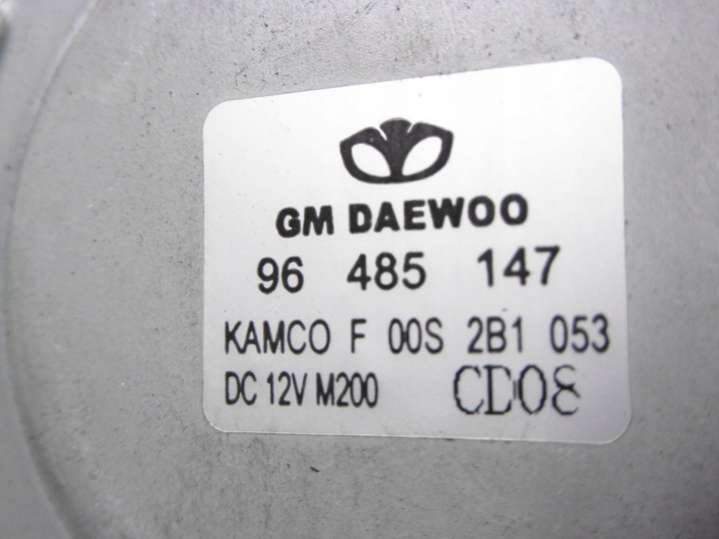 GM DAEWOO
96 485 147
KAMCO F 00S 2B1 053
DC 12V M200 CD08